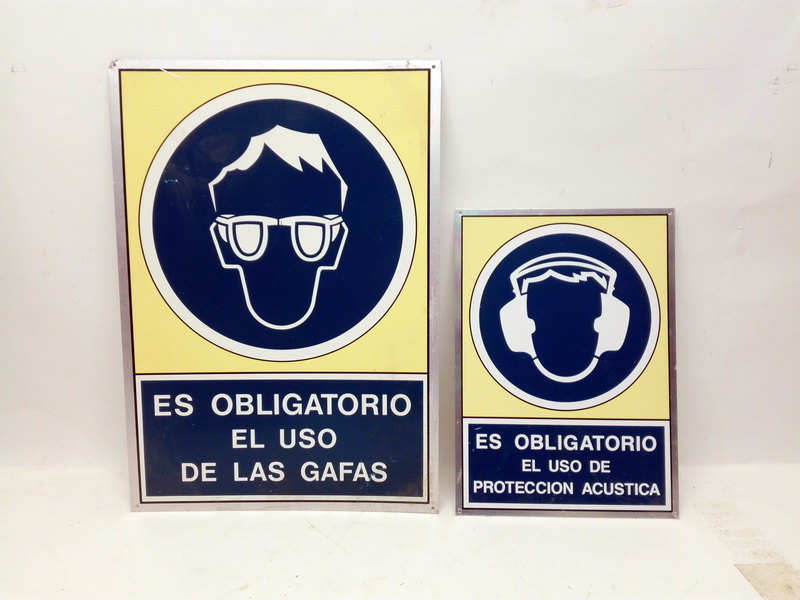 ES OBLIGATORIO
EL USO
DE LAS GAFAS
ES OBLIGATORIO
EL USO DE
PROTECCION ACUSTICA